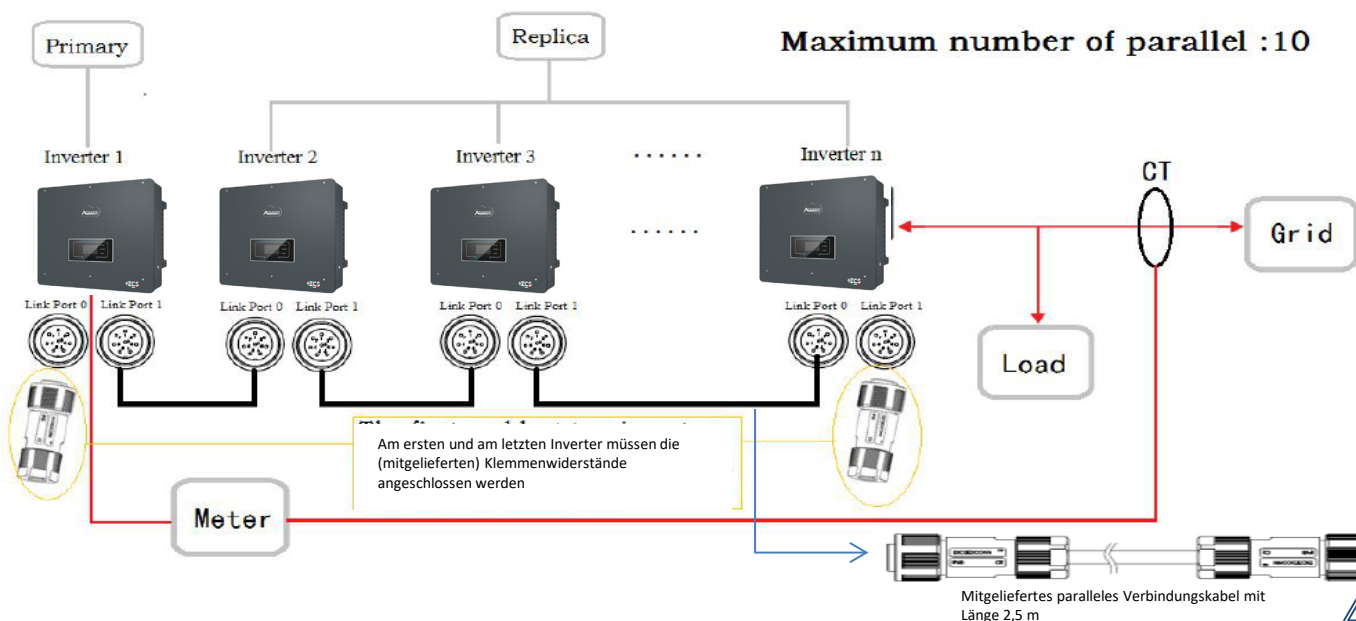 Primary
Replica
Maximum number of parallel :10
Inverter 1
Inverter 2
Inverter 3
......
Inverter n
CT
......
Grid
Link Port 0
Link Port 1
Link Port 0
Link Port 1
Link Port 0
Link Port 1
Link Port 0
Link Port 1
Load
Am ersten und am letzten Inverter müssen die
(mitgelieferten) Klemmenwiderstände
angeschlossen werden
Meter
Mitgeliefertes paralleles Verbindungskabel mit
Länge 2,5 m